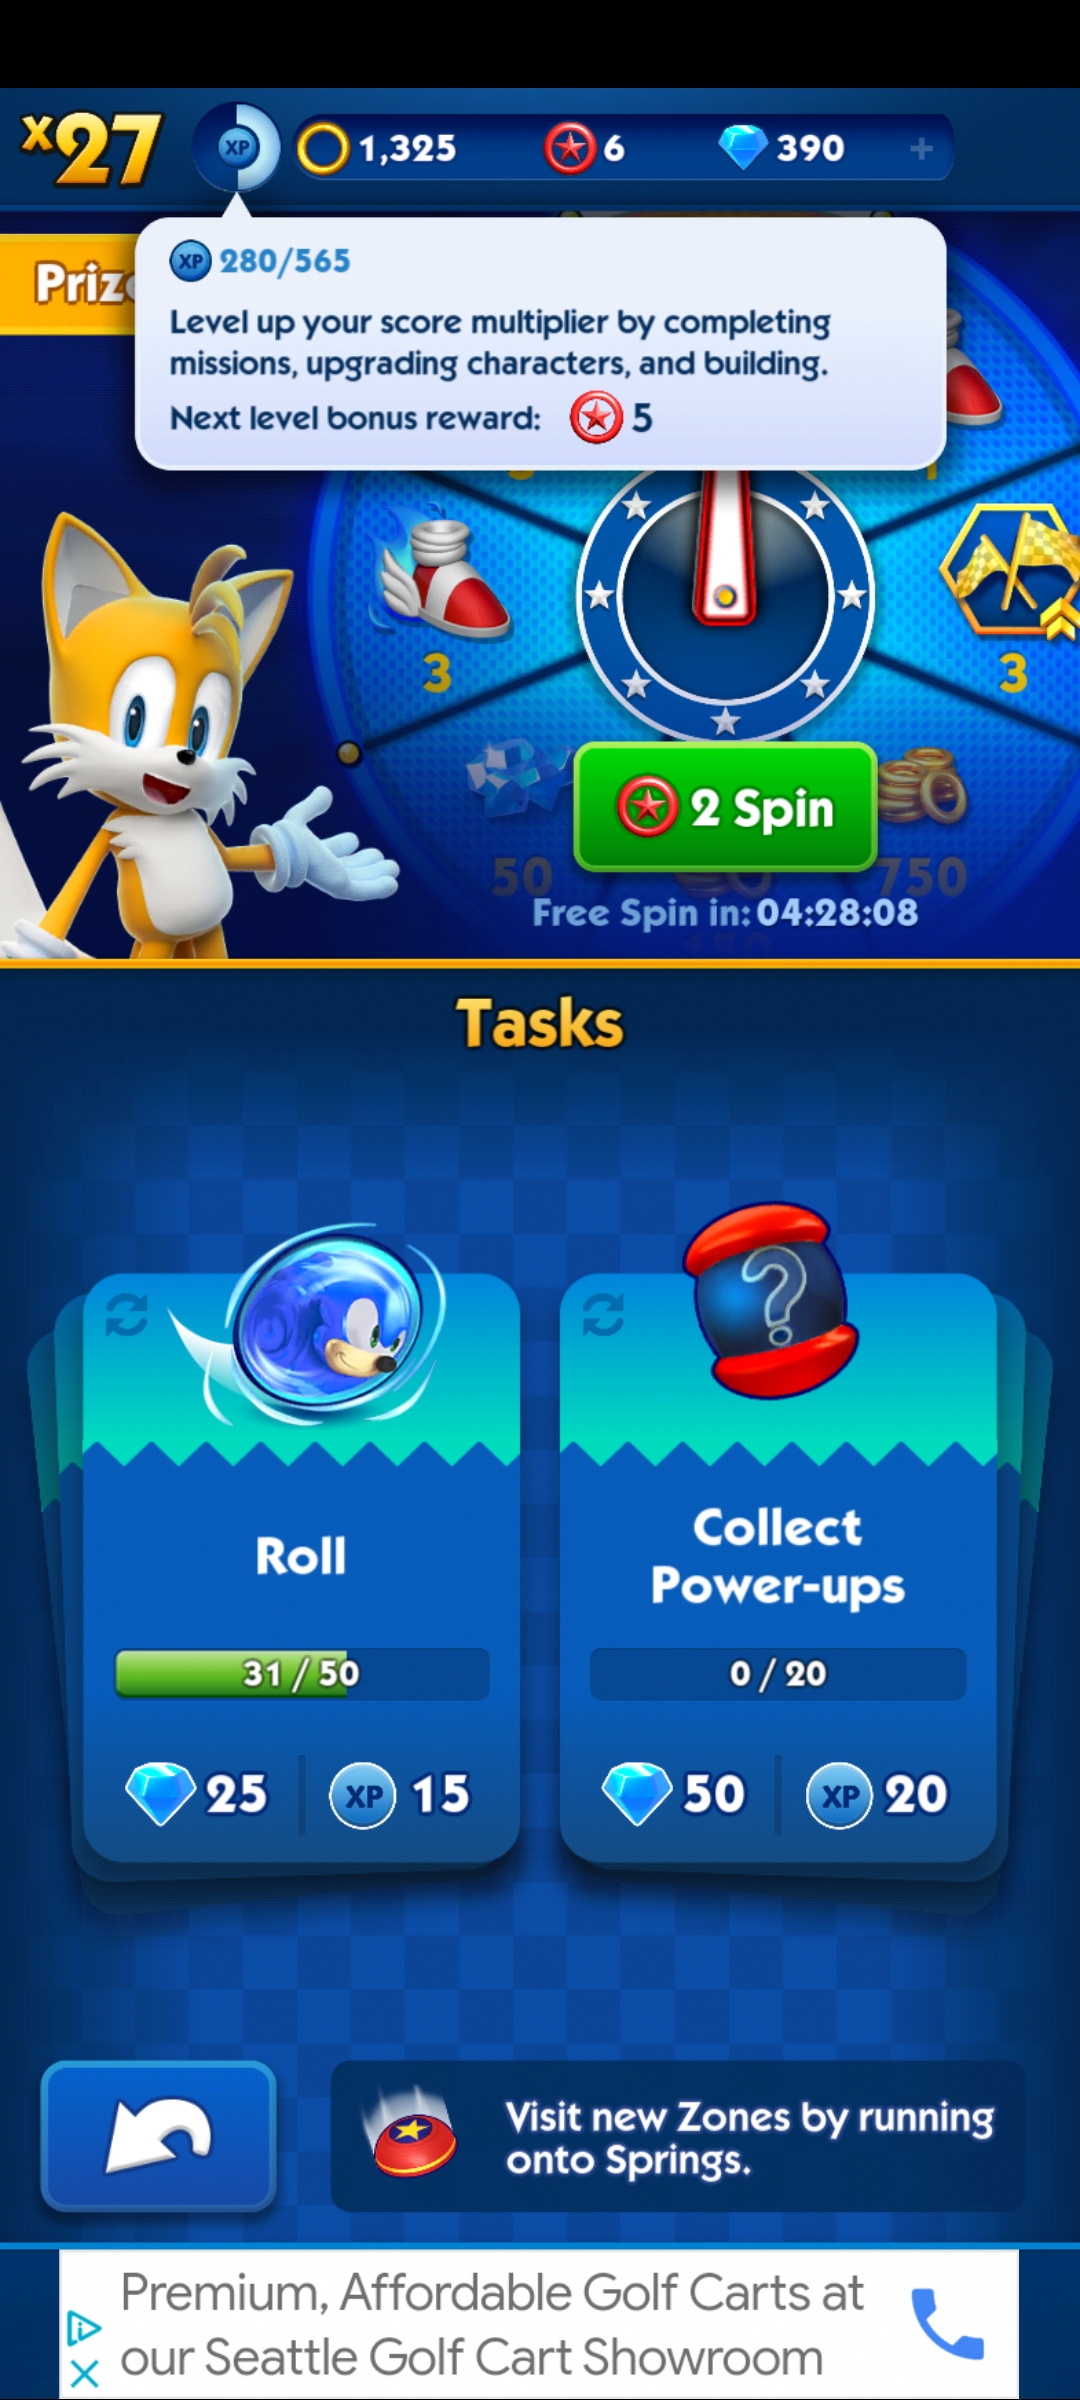 x27
XP
1,325
6
390
+
XP 280/565
Level up your score multiplier by completing
missions, upgrading characters, and building.
Next level bonus reward: 5
3
3
2 Spin
50
750
Free Spin in: 04:28:08
Tasks
Roll
31 / 50
25
XP 15
Collect
Power-ups
0 / 20
50
XP 20
Visit new Zones by running
onto Springs.
Premium, Affordable Golf Carts at
our Seattle Golf Cart Showroom